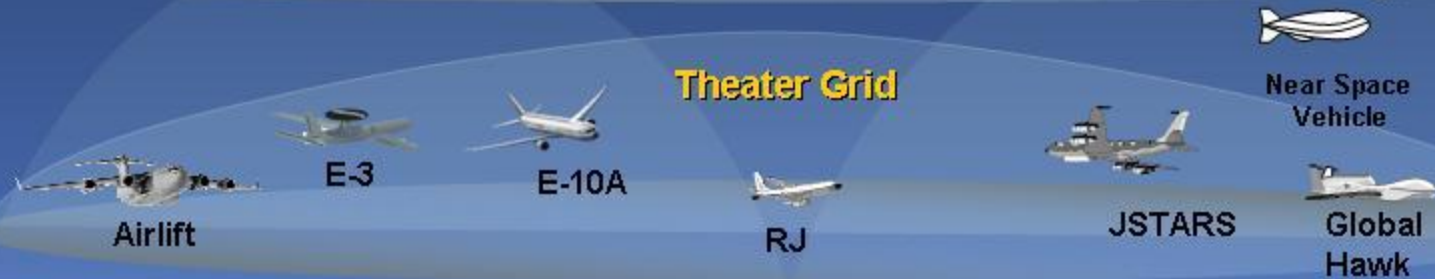 Theater Grid
Near Space
Vehicle
E-3
E-10A
Airlift
RJ
JSTARS
Global
Hawk